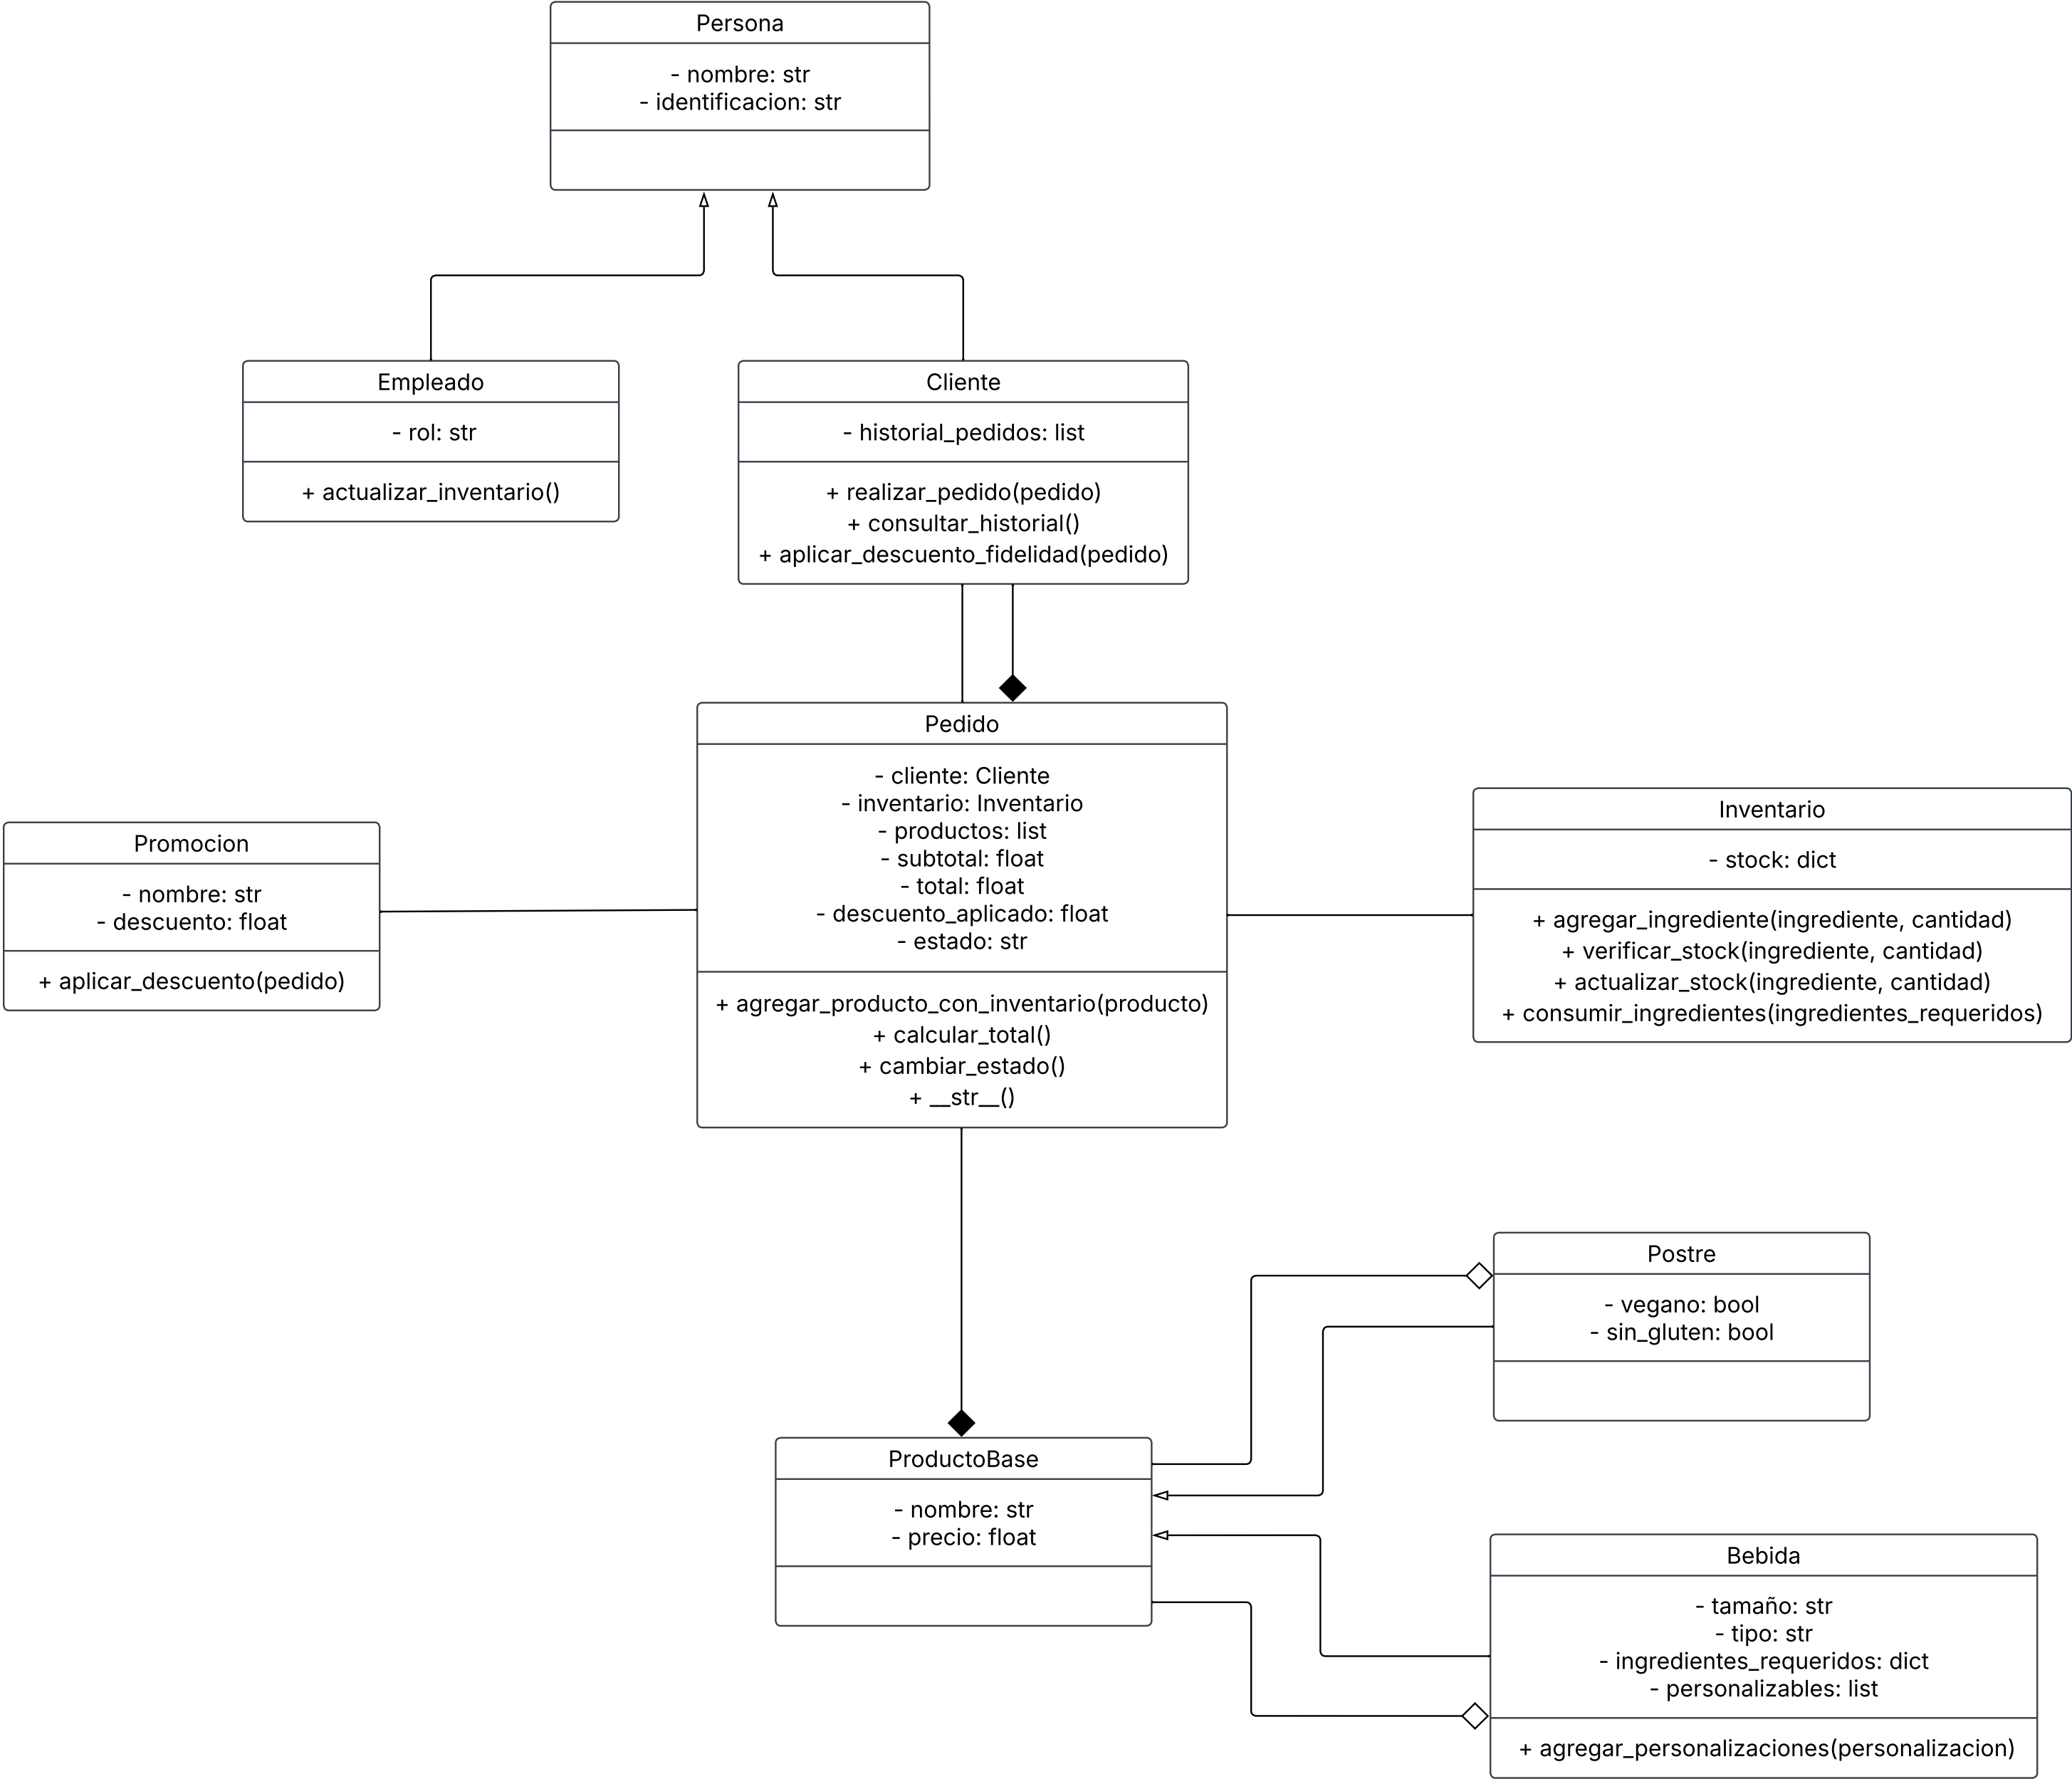 Persona
- nombre: str
- identificacion: str
Empleado
- rol: str
+ actualizar_inventario()
Cliente
- historial_pedidos: list
+ realizar_pedido(pedido)
+ consultar_historial()
+ aplicar_descuento_fidelidad(pedido)
Promocion
- nombre: str
- descuento: float
+ aplicar_descuento(pedido)
Pedido
- cliente: Cliente
- inventario: Inventario
- productos: list
- subtotal: float
- total: float
- descuento_aplicado: float
- estado: str
+ agregar_producto_con_inventario(producto)
+ calcular_total()
+ cambiar_estado()
+ __str__()
Inventario
- stock: dict
+ agregar_ingrediente(ingrediente, cantidad)
+ verificar_stock(ingrediente, cantidad)
+ actualizar_stock(ingrediente, cantidad)
+ consumir_ingredientes(ingredientes_requeridos)
Postre
- vegano: bool
- sin_gluten: bool
ProductoBase
- nombre: str
- precio: float
Bebida
- tamaño: str
- tipo: str
- ingredientes_requeridos: dict
- personalizables: list
+ agregar_personalizaciones(personalizacion)